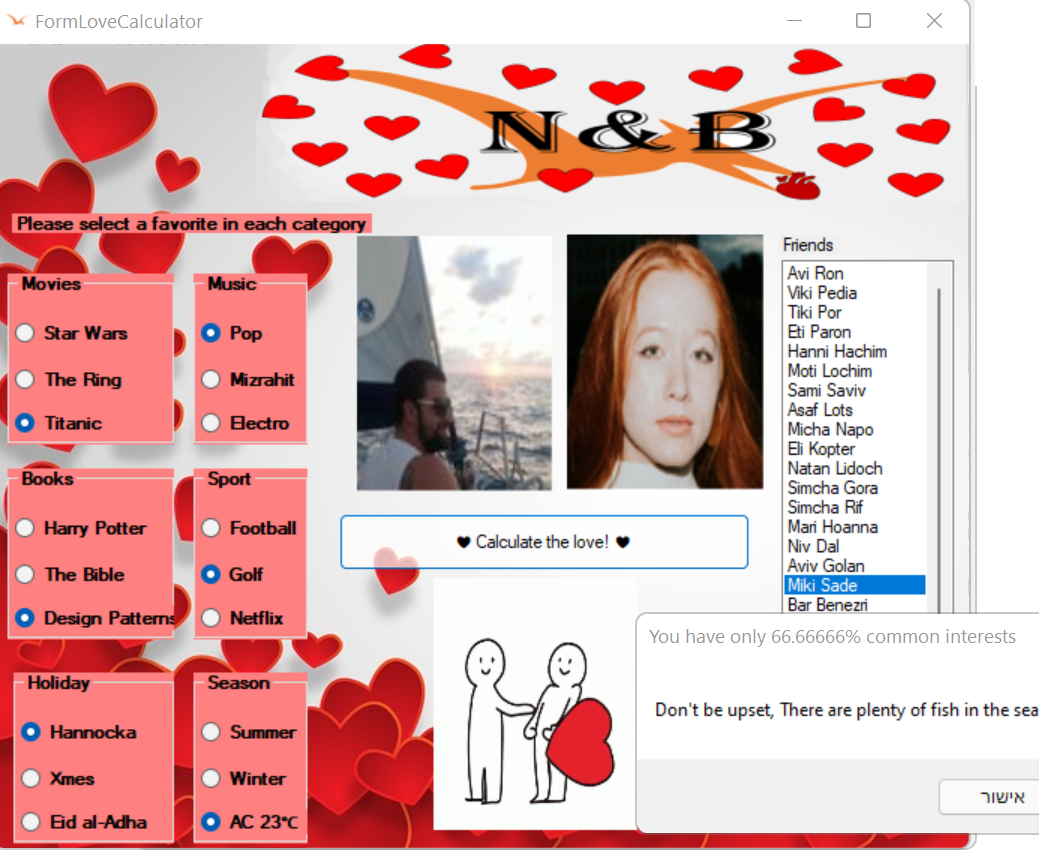 FormLoveCalculator
N & B
Please select a favorite in each category
Movies
Star Wars
The Ring
Titanic
Music
Pop
Mizrahit
Electro
Books
Harry Potter
The Bible
Design Patterns
Sport
Football
Golf
Netflix
Holiday
Hannocka
Xmes
Eid al-Adha
Season
Summer
Winter
AC 23°C
♥ Calculate the love! ♥
Friends
Avi Ron
Viki Pedia
Tiki Por
Eti Paron
Hanni Hachim
Moti Lochim
Sami Saviv
Asaf Lots
Micha Napo
Eli Kopter
Natan Lidoch
Simcha Gora
Simcha Rif
Mari Hoanna
Niv Dal
Aviv Golan
Miki Sade
Bar Benezri
You have only 66.66666% common interests
Don't be upset, There are plenty of fish in the sea
אישור